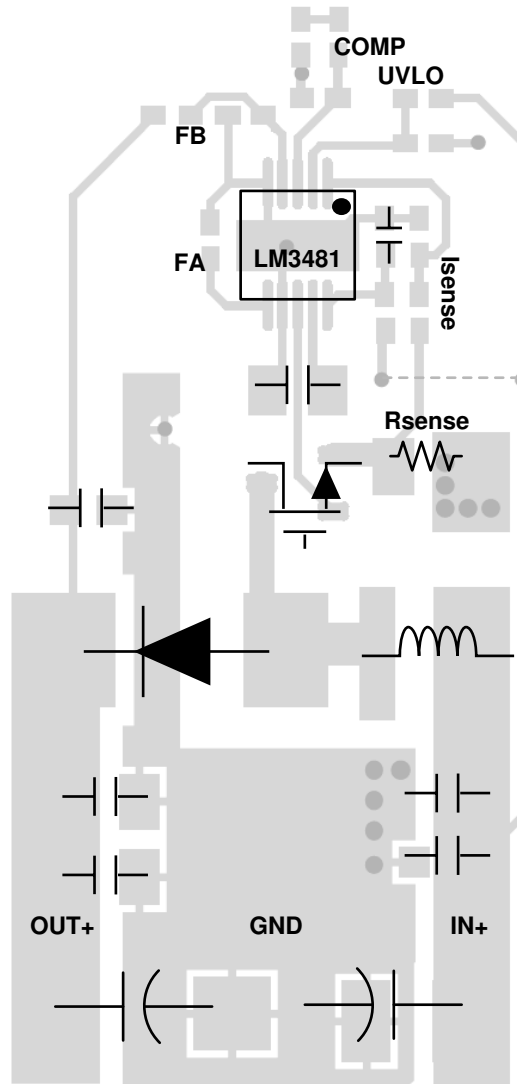 COMP
UVLO
FB
LM3481
FA
Isense
Rsense
OUT+
GND
IN+